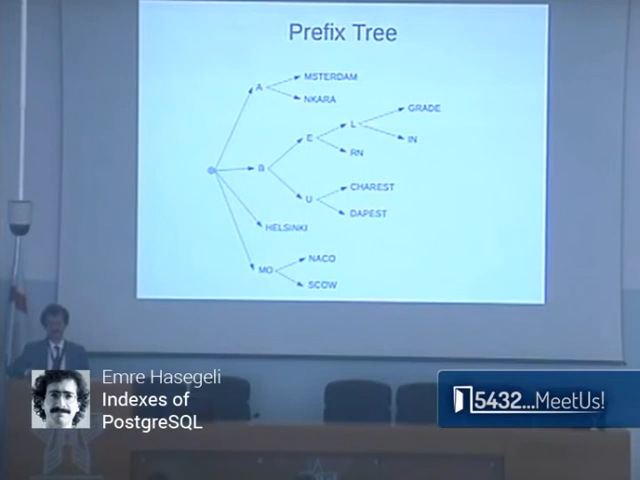 Prefix Tree
A
MSTERDAM
NKARA
B
E
L
GRADE
IN
RN
U
CHAREST
DAPEST
HELSINKI
MO
NACO
SCOW
Emre Hasegeli
Indexes of
PostgreSQL
5432...MeetUs!